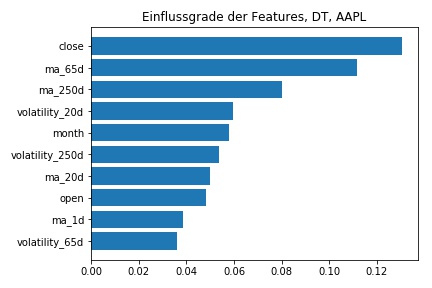 Einflussgrade der Features, DT, AAPL
close
ma_65d
ma_250d
volatility_20d
month
volatility_250d
ma_20d
open
ma_1d
volatility_65d
0.00 0.02 0.04 0.06 0.08 0.10 0.12